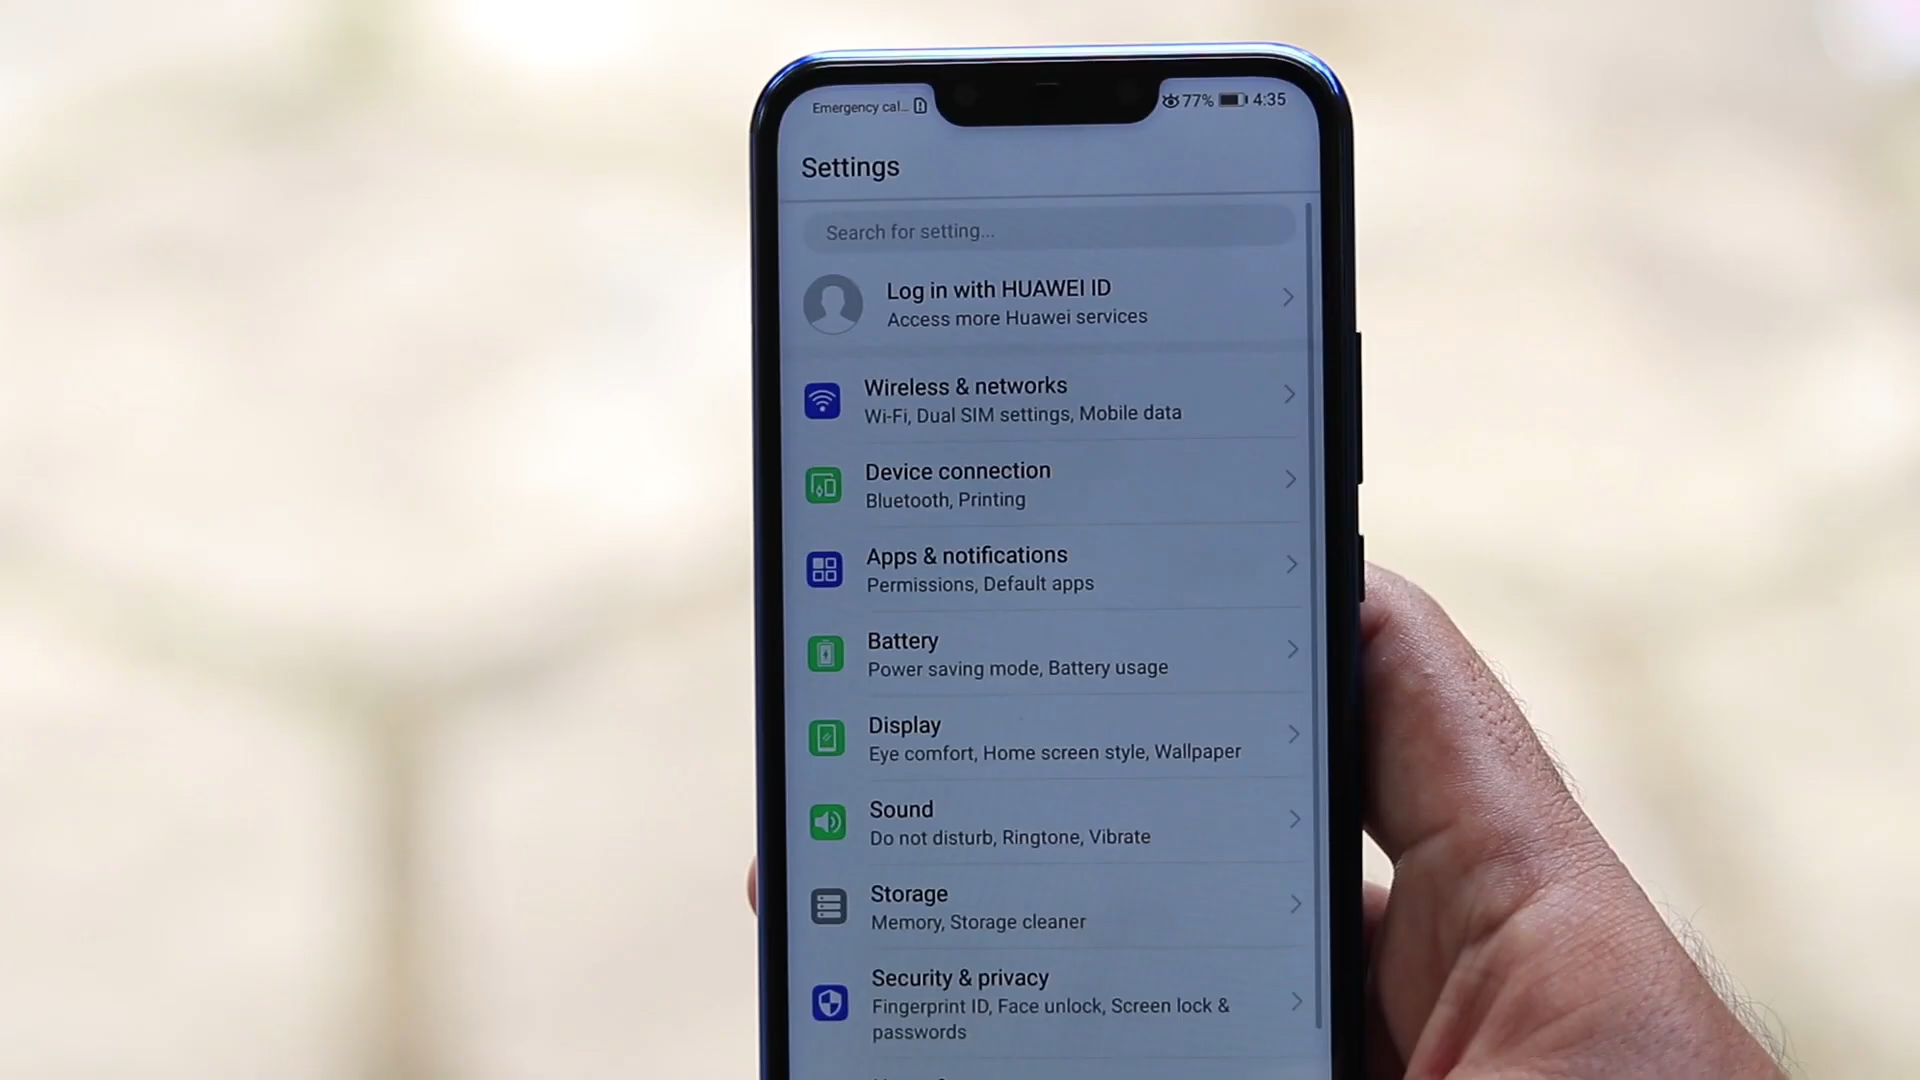 Emergency cal...
77% 4:35
Settings
Search for setting...
Log in with HUAWEI ID
Access more Huawei services
Wireless & networks
Wi-Fi, Dual SIM settings, Mobile data
Device connection
Bluetooth, Printing
Apps & notifications
Permissions, Default apps
Battery
Power saving mode, Battery usage
Display
Eye comfort, Home screen style, Wallpaper
Sound
Do not disturb, Ringtone, Vibrate
Storage
Memory, Storage cleaner
Security & privacy
Fingerprint ID, Face unlock, Screen lock &
passwords